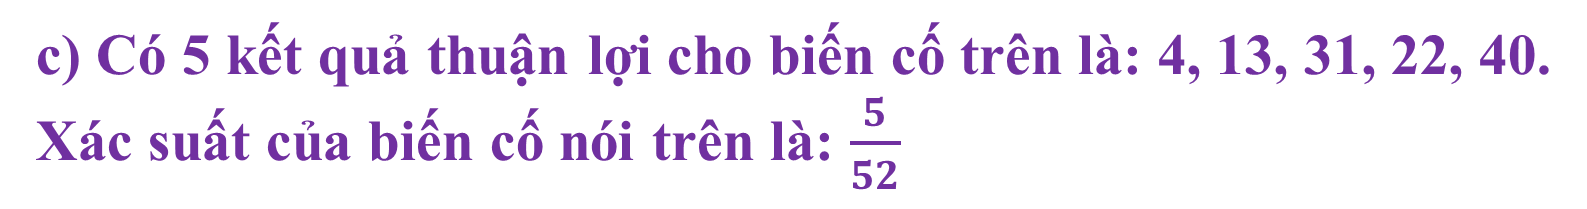 c) Có 5 kết quả thuận lợi cho biến cố trên là: 4, 13, 31, 22, 40.
Xác suất của biến cố nói trên là: 5/52